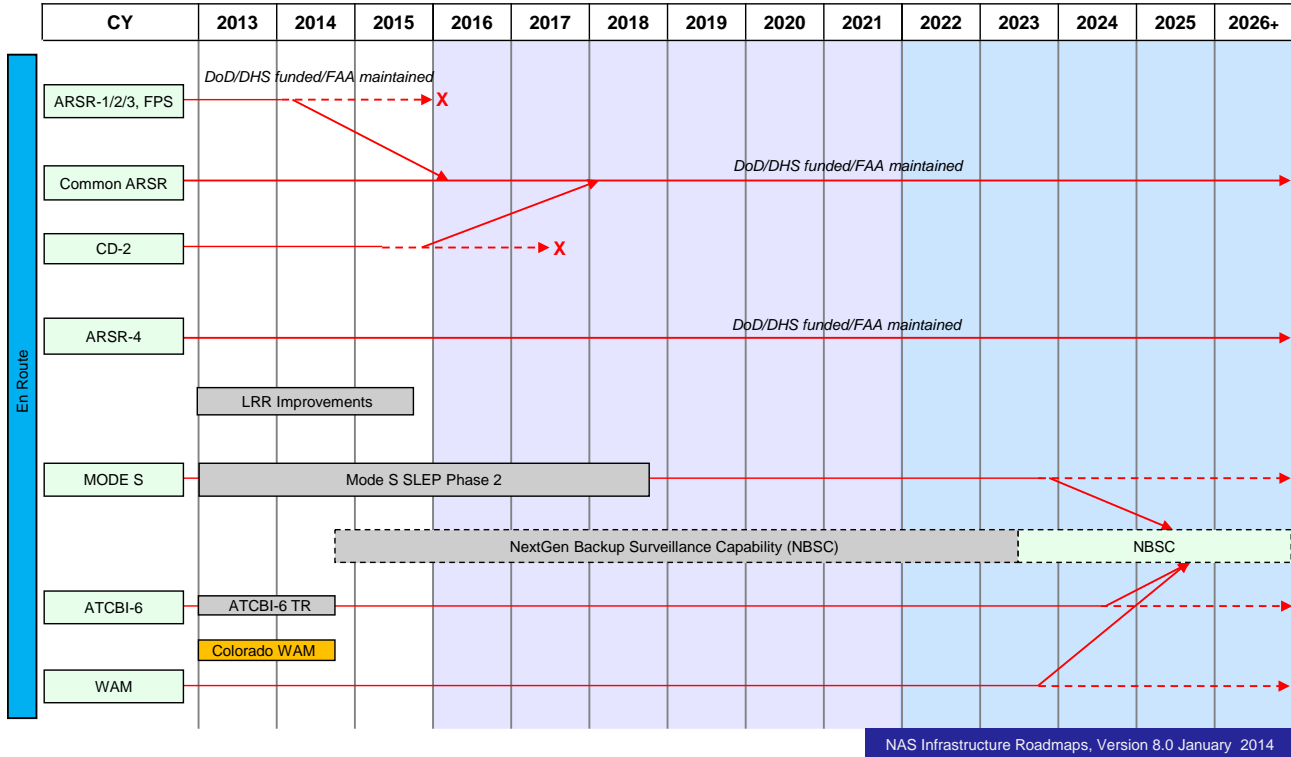 CY 2013 2014 2015 2016 2017 2018 2019 2020 2021 2022 2023 2024 2025 2026+
En Route
DoD/DHS funded/FAA maintained
ARSR-1/2/3, FPS
X
DoD/DHS funded/FAA maintained
Common ARSR
CD-2
X
DoD/DHS funded/FAA maintained
ARSR-4
LRR Improvements
MODE S
Mode S SLEP Phase 2
NextGen Backup Surveillance Capability (NBSC)
NBSC
ATCBI-6
ATCBI-6 TR
Colorado WAM
WAM
NAS Infrastructure Roadmaps, Version 8.0 January 2014